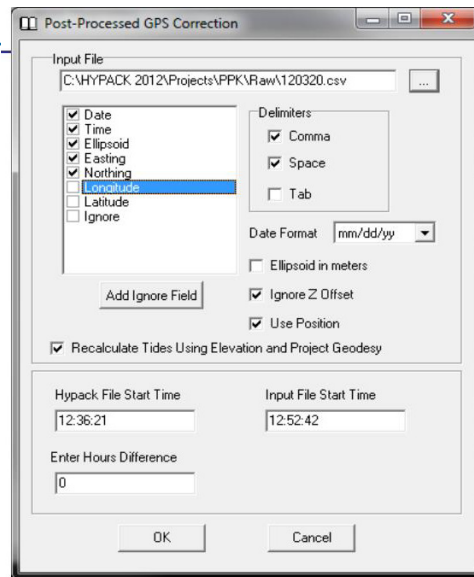 Post-Processed GPS Correction
Input File
C:\HYPACK 2012\Projects\PPK\Raw\120320.csv
...
Date
Time
Ellipsoid
Easting
Northing
Longitude
Latitude
Ignore
Delimiters
Comma
Space
Tab
Date Format mm/dd/yy
Ellipsoid in meters
Add Ignore Field
Ignore Z Offset
Use Position
Recalculate Tides Using Elevation and Project Geodesy
Hypack File Start Time
12:36:21
Input File Start Time
12:52:42
Enter Hours Difference
0
OK
Cancel